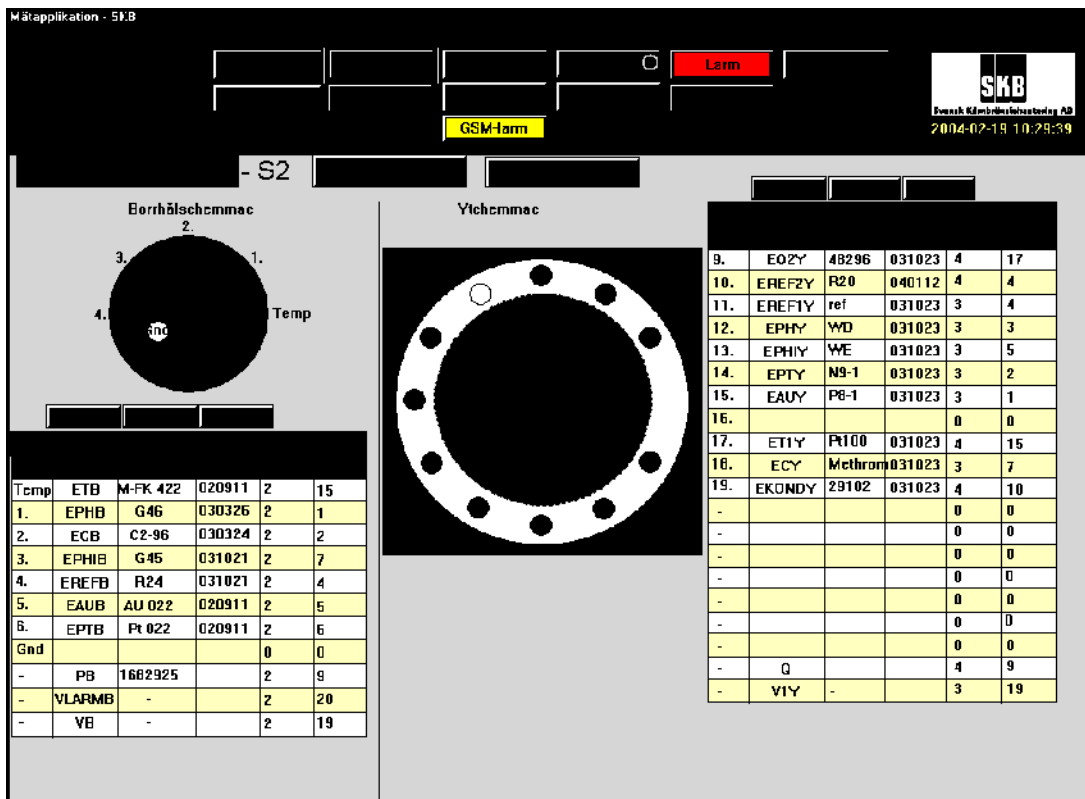 Mätapplikation - SKB
Larm
GSM-larm
SKB
Svensk Kärnbränslehantering AB
2004-02-19 10:29:39
- S2
Borrhålschemmac
2.
3.
1.
4.
Temp
Gnd
Temp ETB M-FK 422 020911 2 15
1. EPHB G46 030326 2 1
2. ECB C2-96 030324 2 2
3. EPHIB G45 031021 2 7
4. EREFB R24 031021 2 4
5. EAUB AU 022 020911 2 5
6. EPTB Pt 022 020911 2 6
Gnd 0 0
- PB 1682925 2 9
- VLARMB - 2 20
- VB - 2 19
Ytchemmac
9. EO2Y 48296 031023 4 17
10. EREF2Y R20 040112 4 4
11. EREF1Y ref 031023 3 4
12. EPHY WD 031023 3 3
13. EPHIY WE 031023 3 5
14. EPTY N9-1 031023 3 2
15. EAUY P8-1 031023 3 1
16. 0 0
17. ET1Y Pt100 031023 4 15
18. ECY Methrom 031023 3 7
19. EKONDY 29102 031023 4 10
- 0 0
- 0 0
- 0 0
- 0 0
- 0 0
- 0 0
- 0 0
- Q 4 9
- V1Y - 3 19